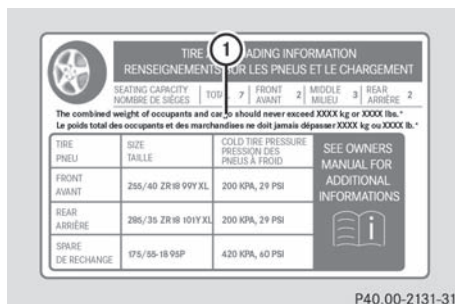 1
TIRE AND LOADING INFORMATION
RENSEIGNEMENTS SUR LES PNEUS ET LE CHARGEMENT
SEATING CAPACITY
NOMBRE DE SIÈGES
TOTAL 7
FRONT
AVANT
2
MIDDLE
MILIEU
3
REAR
ARRIÈRE
2
The combined weight of occupants and cargo should never exceed XXXX kg or XXXX lbs.*
Le poids total des occupants et des marchandises ne doit jamais dépasser XXXX kg ou XXXX lb.*
TIRE
PNEU
SIZE
TAILLE
COLD TIRE PRESSURE
PRESSION DES
PNEUS À FROID
SEE OWNERS
MANUAL FOR
ADDITIONAL
INFORMATIONS
FRONT
AVANT
255/40 ZR18 99Y XL
200 KPA, 29 PSI
REAR
ARRIÈRE
285/35 ZR18 101Y XL
200 KPA, 29 PSI
SPARE
DE RECHANGE
175/55-18 95P
420 KPA, 60 PSI
P40.00-2131-31